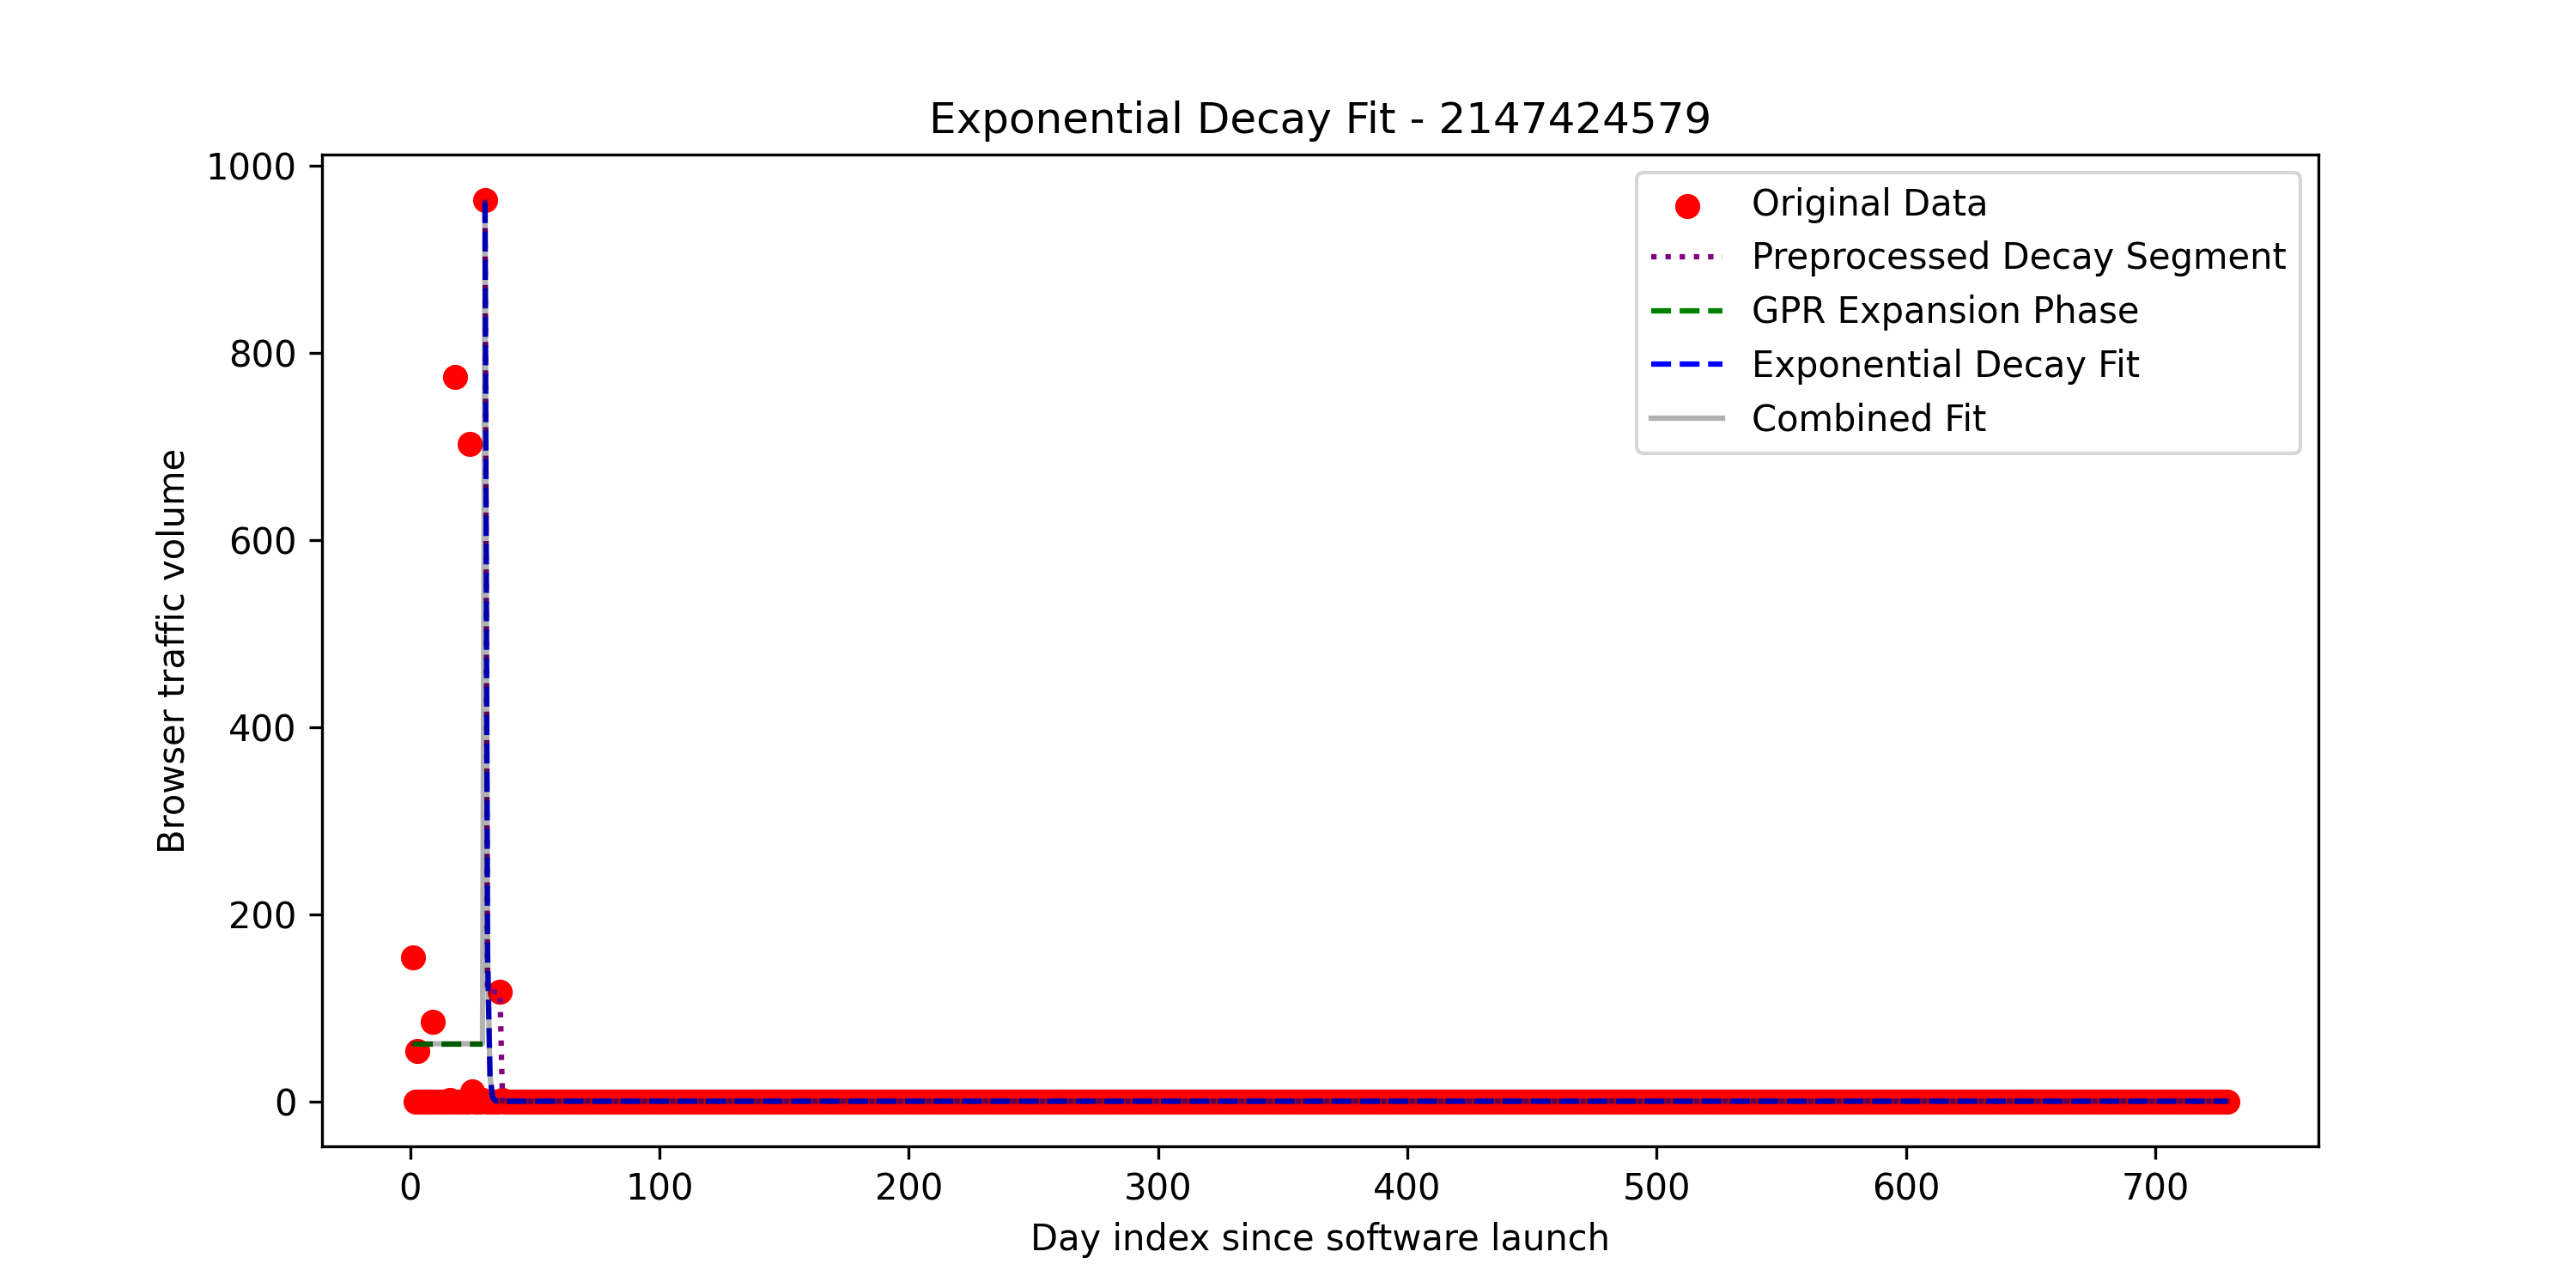 Exponential Decay Fit - 2147424579
Original Data
Preprocessed Decay Segment
GPR Expansion Phase
Exponential Decay Fit
Combined Fit
Browser traffic volume
1000
800
600
400
200
0
0 100 200 300 400 500 600 700
Day index since software launch